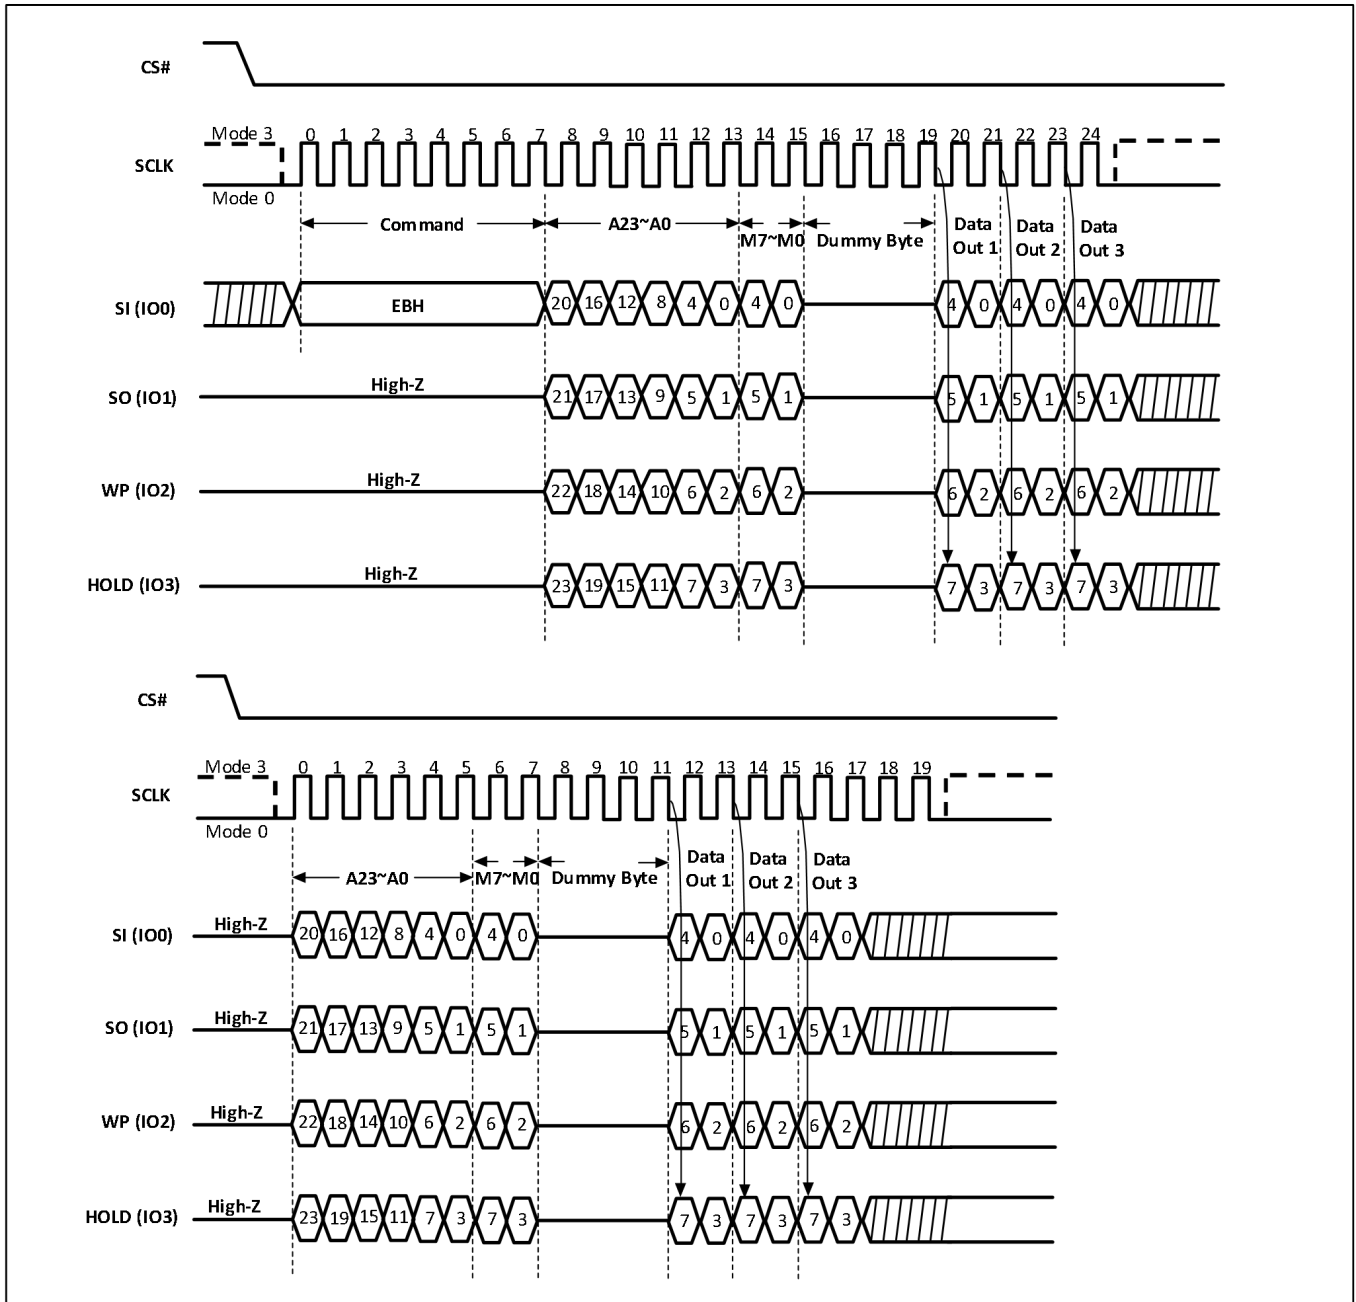 CS#
Mode 3 0 1 2 3 4 5 6 7 8 9 10 11 12 13 14 15 16 17 18 19 20 21 22 23 24
SCLK
Mode 0
Command A23~A0 M7~M0 Dummy Byte Data Out 1 Data Out 2 Data Out 3
SI (IO0) EBH 20 16 12 8 4 0 4 0 4 0 4 0 4 0
SO (IO1) High-Z 21 17 13 9 5 1 5 1 5 1 5 1 5 1
WP (IO2) High-Z 22 18 14 10 6 2 6 2 6 2 6 2 6 2
HOLD (IO3) High-Z 23 19 15 11 7 3 7 3 7 3 7 3 7 3
CS#
Mode 3 0 1 2 3 4 5 6 7 8 9 10 11 12 13 14 15 16 17 18 19
SCLK
Mode 0
A23~A0 M7~M0 Dummy Byte Data Out 1 Data Out 2 Data Out 3
SI (IO0) High-Z 20 16 12 8 4 0 4 0 4 0 4 0 4 0
SO (IO1) High-Z 21 17 13 9 5 1 5 1 5 1 5 1 5 1
WP (IO2) High-Z 22 18 14 10 6 2 6 2 6 2 6 2 6 2
HOLD (IO3) High-Z 23 19 15 11 7 3 7 3 7 3 7 3 7 3